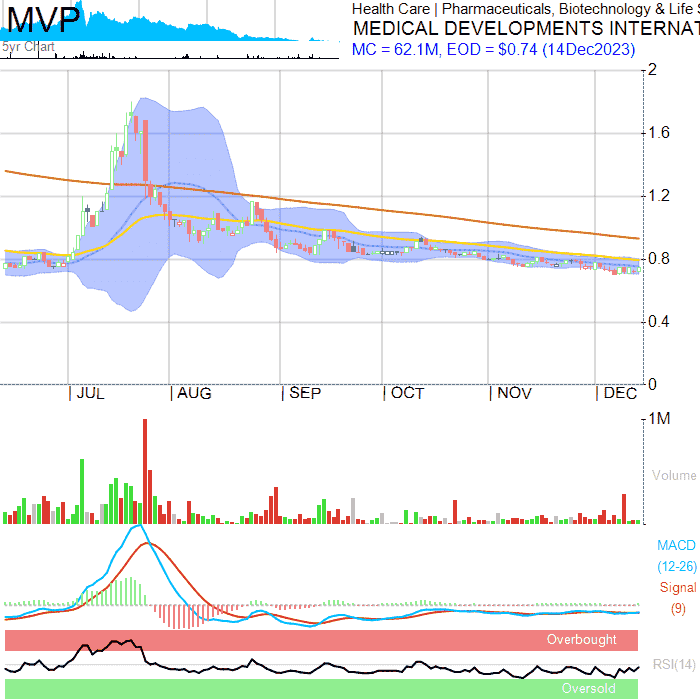 MVP
5yr Chart
Health Care | Pharmaceuticals, Biotechnology & Life S
MEDICAL DEVELOPMENTS INTERNAT
MC = 62.1M, EOD = $0.74 (14Dec2023)
2
1.6
1.2
0.8
0.4
0
| JUL | AUG | SEP | OCT | NOV | DEC
1M
Volume
MACD
(12-26)
Signal
(9)
Overbought
RSI(14)
Oversold